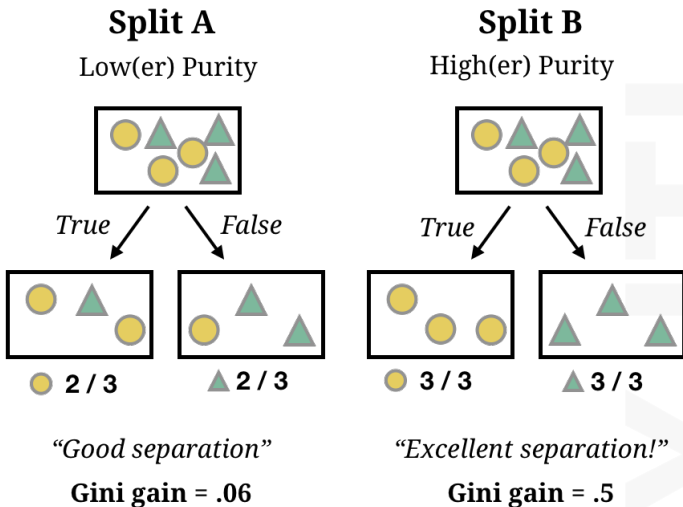 Split A
Low(er) Purity
True
False
2 / 3
2 / 3
“Good separation”
Gini gain = .06
Split B
High(er) Purity
True
False
3 / 3
3 / 3
“Excellent separation!”
Gini gain = .5